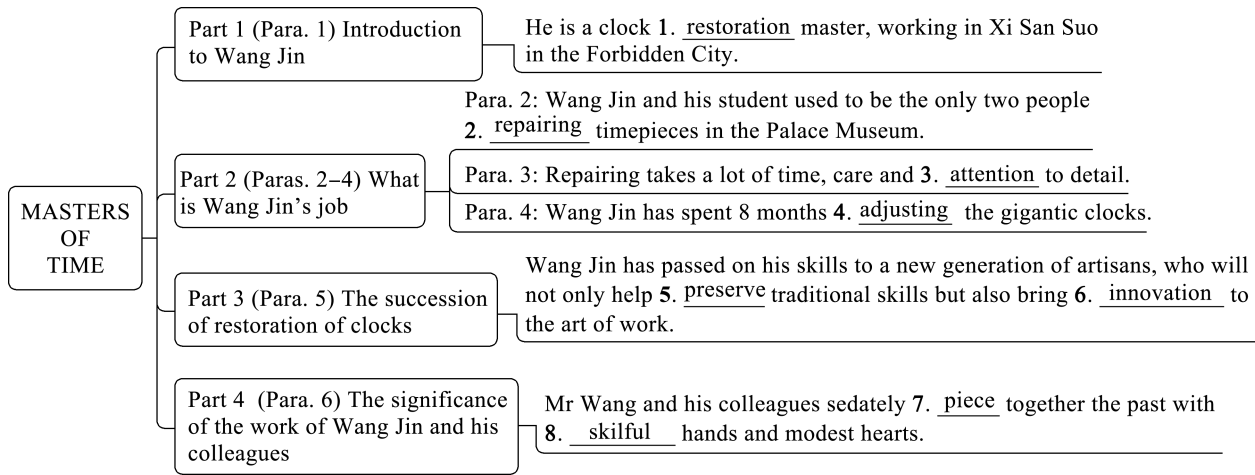 MASTERS
OF
TIME
Part 1 (Para. 1) Introduction
to Wang Jin
He is a clock 1. restoration master, working in Xi San Suo
in the Forbidden City.
Part 2 (Paras. 2–4) What
is Wang Jin's job
Para. 2: Wang Jin and his student used to be the only two people
2. repairing timepieces in the Palace Museum.
Para. 3: Repairing takes a lot of time, care and 3. attention to detail.
Para. 4: Wang Jin has spent 8 months 4. adjusting the gigantic clocks.
Part 3 (Para. 5) The succession
of restoration of clocks
Wang Jin has passed on his skills to a new generation of artisans, who will
not only help 5. preserve traditional skills but also bring 6. innovation to
the art of work.
Part 4 (Para. 6) The significance
of the work of Wang Jin and his
colleagues
Mr Wang and his colleagues sedately 7. piece together the past with
8. skilful hands and modest hearts.